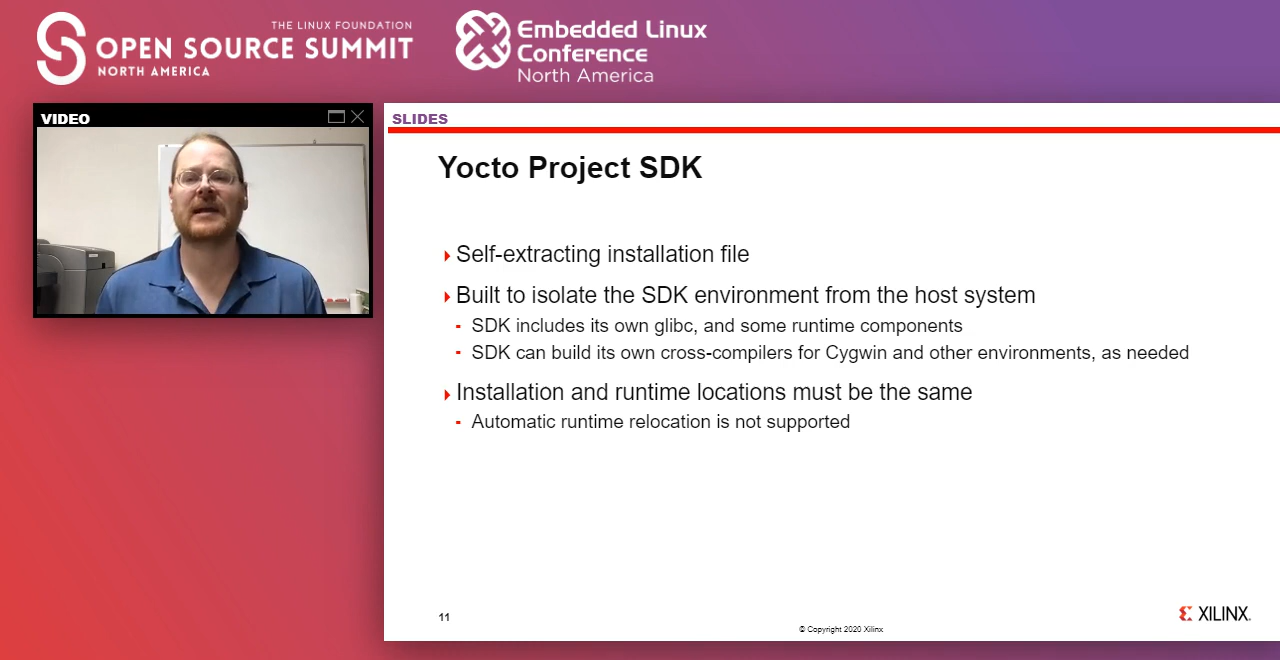 THE LINUX FOUNDATION
OPEN SOURCE SUMMIT
NORTH AMERICA
Embedded Linux
Conference
North America
VIDEO
SLIDES
Yocto Project SDK
Self-extracting installation file
Built to isolate the SDK environment from the host system
- SDK includes its own glibc, and some runtime components
- SDK can build its own cross-compilers for Cygwin and other environments, as needed
Installation and runtime locations must be the same
- Automatic runtime relocation is not supported
11
© Copyright 2020 Xilinx
XILINX.